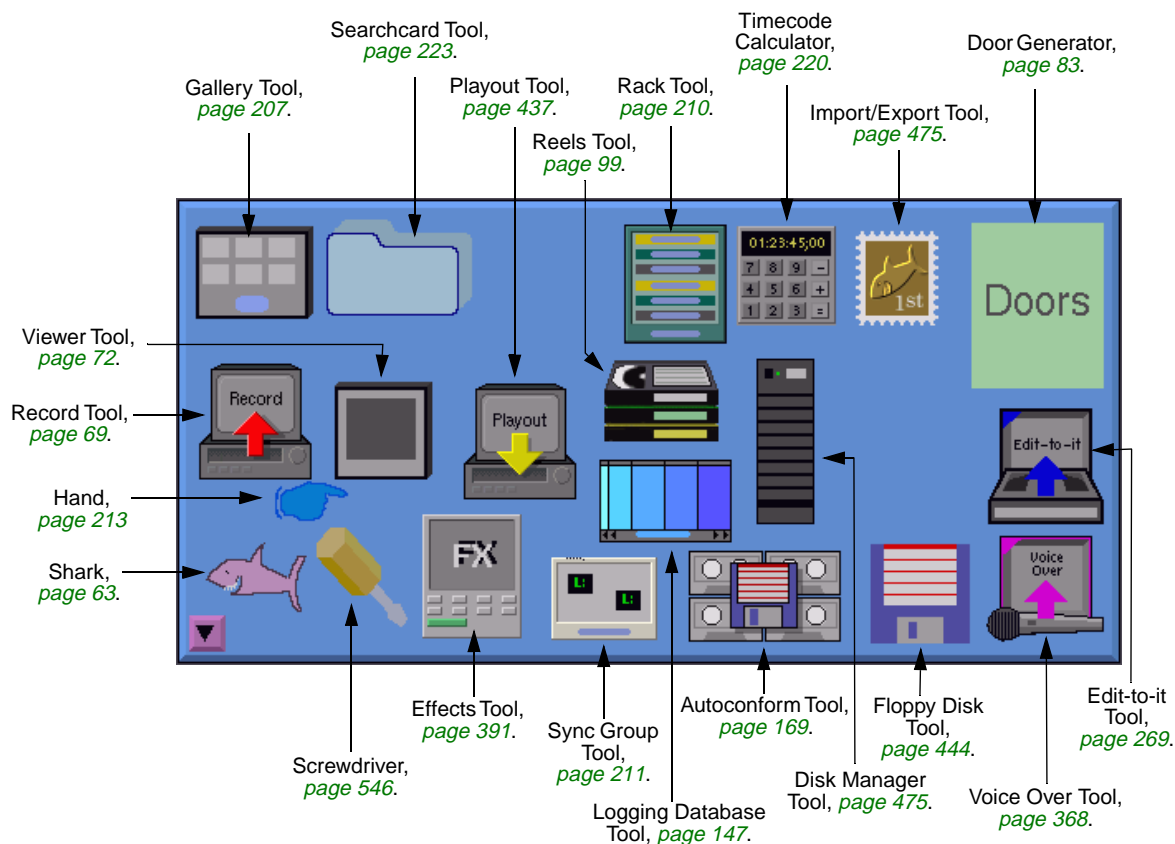 Searchcard Tool,
page 223.
Timecode
Calculator,
page 220.
Door Generator,
page 83.
Gallery Tool,
page 207.
Playout Tool,
page 437.
Rack Tool,
page 210.
Import/Export Tool,
page 475.
Reels Tool,
page 99.
01:23:45;00
7 8 9 -
4 5 6 +
1 2 3 =
1st
Doors
Viewer Tool,
page 72.
Record Tool,
page 69.
Record
Playout
Edit-to-it
Hand,
page 213
FX
Voice
Over
L:
L:
Shark,
page 63.
Effects Tool,
page 391.
Sync Group
Tool,
page 211.
Autoconform Tool,
page 169.
Floppy Disk
Tool,
page 444.
Edit-to-it
Tool,
page 269.
Screwdriver,
page 546.
Disk Manager
Tool, page 475.
Logging Database
Tool, page 147.
Voice Over Tool,
page 368.